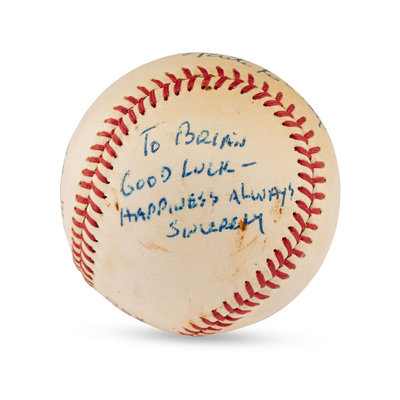 To BRIAN
GOOD LUCK –
HAPPINESS ALWAYS
SINCERELY